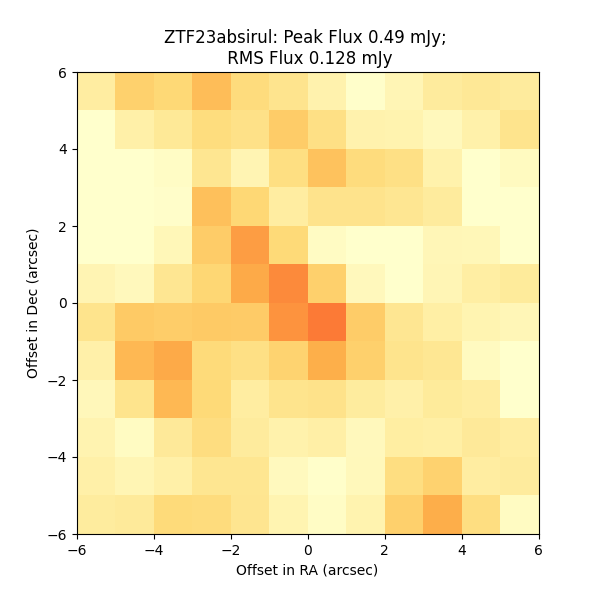 ZTF23absirul: Peak Flux 0.49 mJy;
RMS Flux 0.128 mJy
6
4
2
0
−2
−4
−6
Offset in Dec (arcsec)
−6 −4 −2 0 2 4 6
Offset in RA (arcsec)